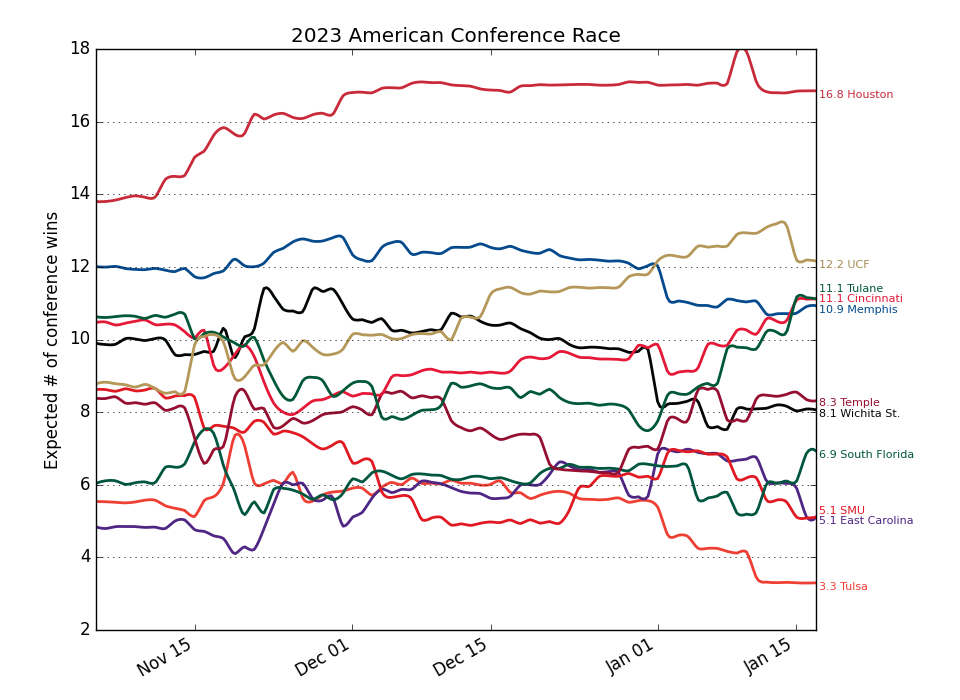 2023 American Conference Race
Expected # of conference wins
18
16
14
12
10
8
6
4
2
Nov 15
Dec 01
Dec 15
Jan 01
Jan 15
16.8 Houston
12.2 UCF
11.1 Tulane
11.1 Cincinnati
10.9 Memphis
8.3 Temple
8.1 Wichita St.
6.9 South Florida
5.1 SMU
5.1 East Carolina
3.3 Tulsa